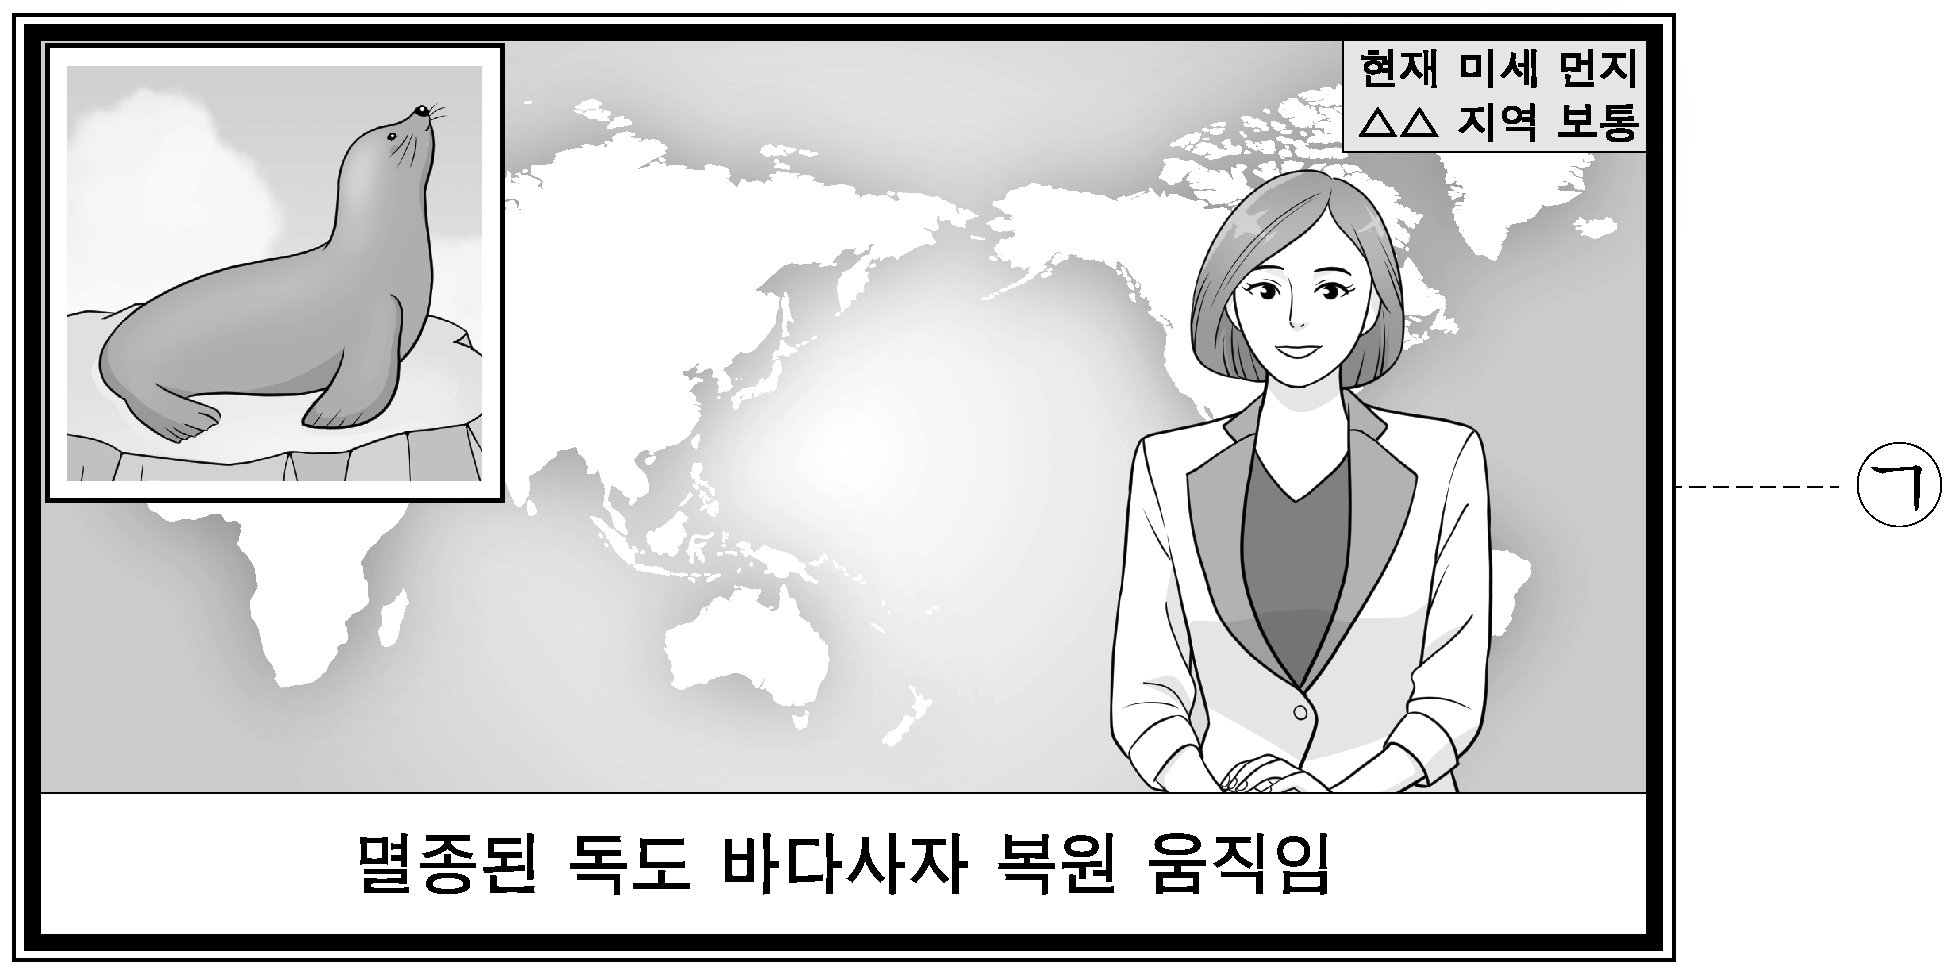 현재 미세 먼지
△△ 지역 보통
㉠
멸종된 독도 바다사자 복원 움직임